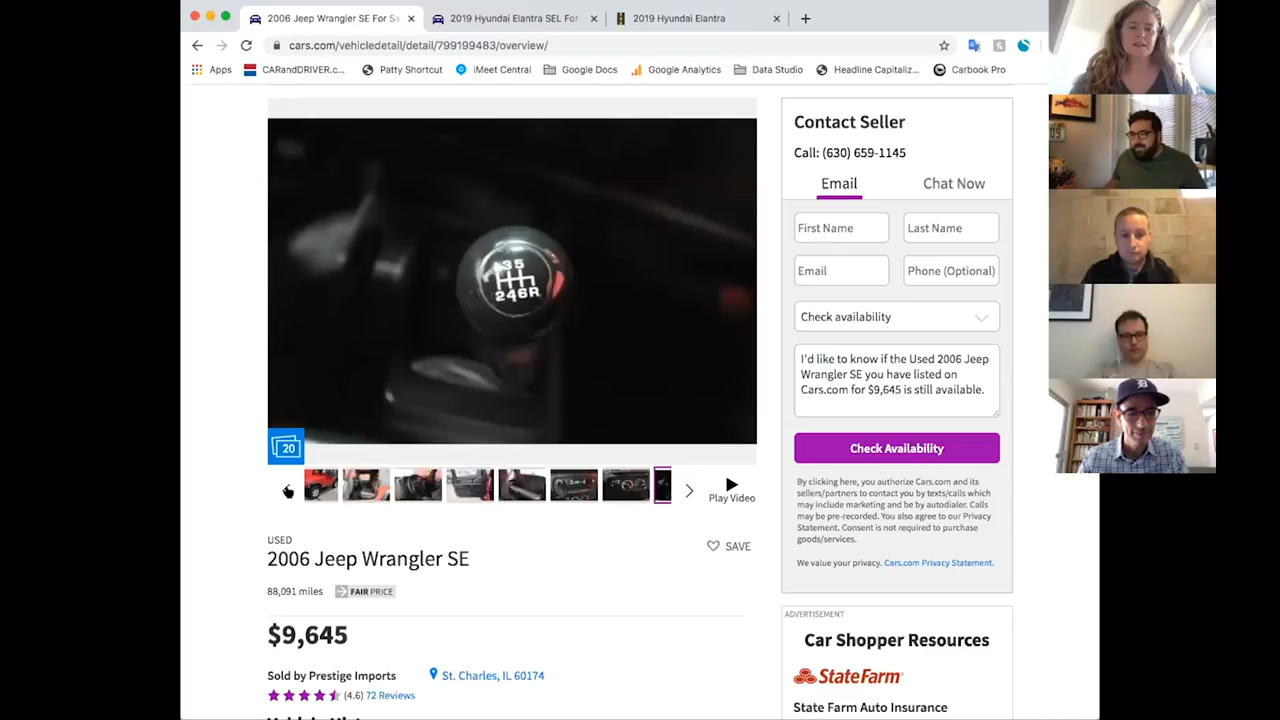 2006 Jeep Wrangler SE For Sa
2019 Hyundai Elantra SEL For
2019 Hyundai Elantra
cars.com/vehicledetail/detail/799199483/overview/
Apps
CARandDRIVER.c...
Patty Shortcut
iMeet Central
Google Docs
Google Analytics
Data Studio
Headline Capitaliz...
Carbook Pro
3 5
2 4 6 R
20
Play Video
USED
2006 Jeep Wrangler SE
SAVE
88,091 miles
FAIR PRICE
$9,645
Sold by Prestige Imports
St. Charles, IL 60174
(4.6) 72 Reviews
Contact Seller
Call: (630) 659-1145
Email
Chat Now
First Name
Last Name
Email
Phone (Optional)
Check availability
I'd like to know if the Used 2006 Jeep
Wrangler SE you have listed on
Cars.com for $9,645 is still available.
Check Availability
By clicking here, you authorize Cars.com and its
sellers/partners to contact you by texts/calls which
may include marketing and be by autodialer. Calls
may be pre-recorded. You also agree to our Privacy
Statement. Consent is not required to purchase
goods/services.
We value your privacy. Cars.com Privacy Statement.
ADVERTISEMENT
Car Shopper Resources
StateFarm
State Farm Auto Insurance